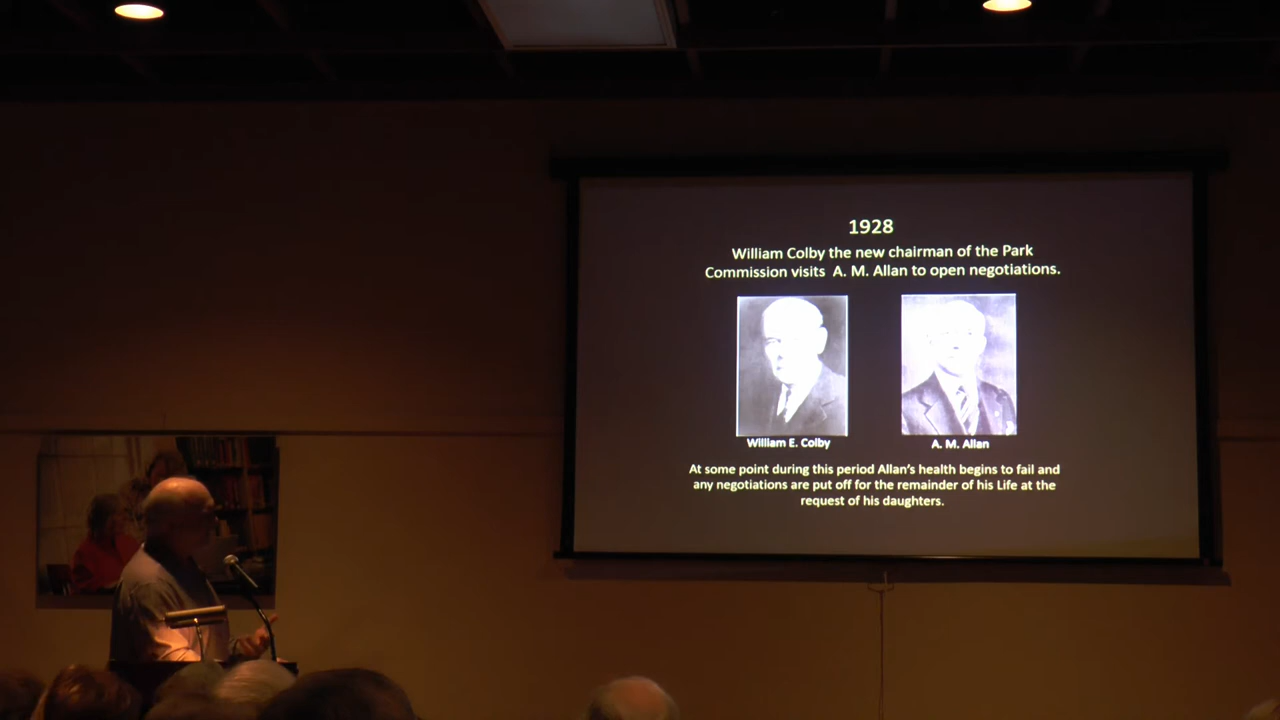 1928
William Colby the new chairman of the Park
Commission visits A. M. Allan to open negotiations.
William E. Colby
A. M. Allan
At some point during this period Allan's health begins to fail and
any negotiations are put off for the remainder of his Life at the
request of his daughters.